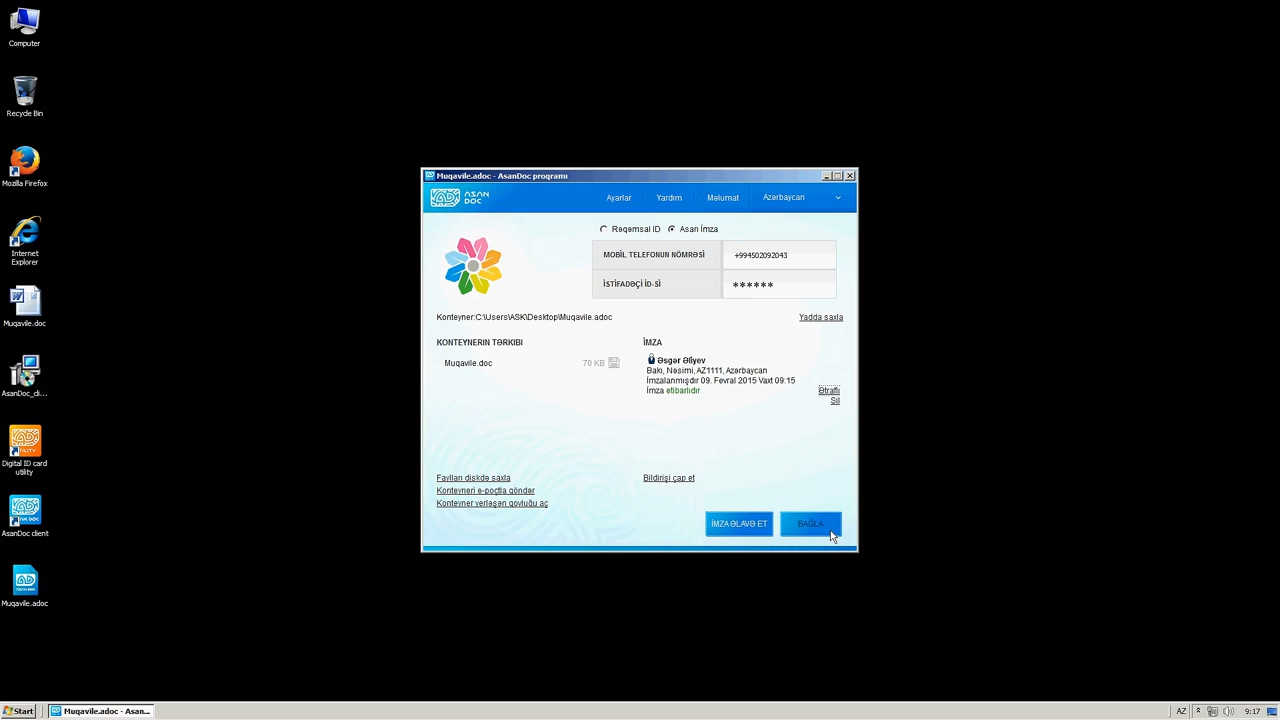 Computer
Recycle Bin
Mozilla Firefox
Internet
Explorer
Muqavile.doc
AsanDoc_di...
Digital ID card
utility
AsanDoc client
Muqavile.adoc
Muqavile.adoc - AsanDoc proqramı
ASAN
DOC
Ayarlar
Yardım
Məlumat
Azərbaycan
Rəqəmsal ID
Asan İmza
MOBİL TELEFONUN NÖMRƏSİ
+994502092043
İSTİFADƏÇİ İD-Sİ
******
Konteyner:C:\Users\ASK\Desktop\Muqavile.adoc
Yadda saxla
KONTEYNERIN TƏRKIBI
Muqavile.doc
70 KB
İMZA
Əsgər Əliyev
Bakı, Nəsimi, AZ1111, Azərbaycan
İmzalanmışdır 09. Fevral 2015 Vaxt 09:15
İmza etibarlıdır
Ətraflı
Sil
Faylları diskdə saxla
Konteyneri e-poçtla göndər
Konteyner yerləşən qovluğu aç
Bildirişi çap et
İMZA ƏLAVƏ ET
BAĞLA
Start
Muqavile.adoc - Asan...
AZ
9:17